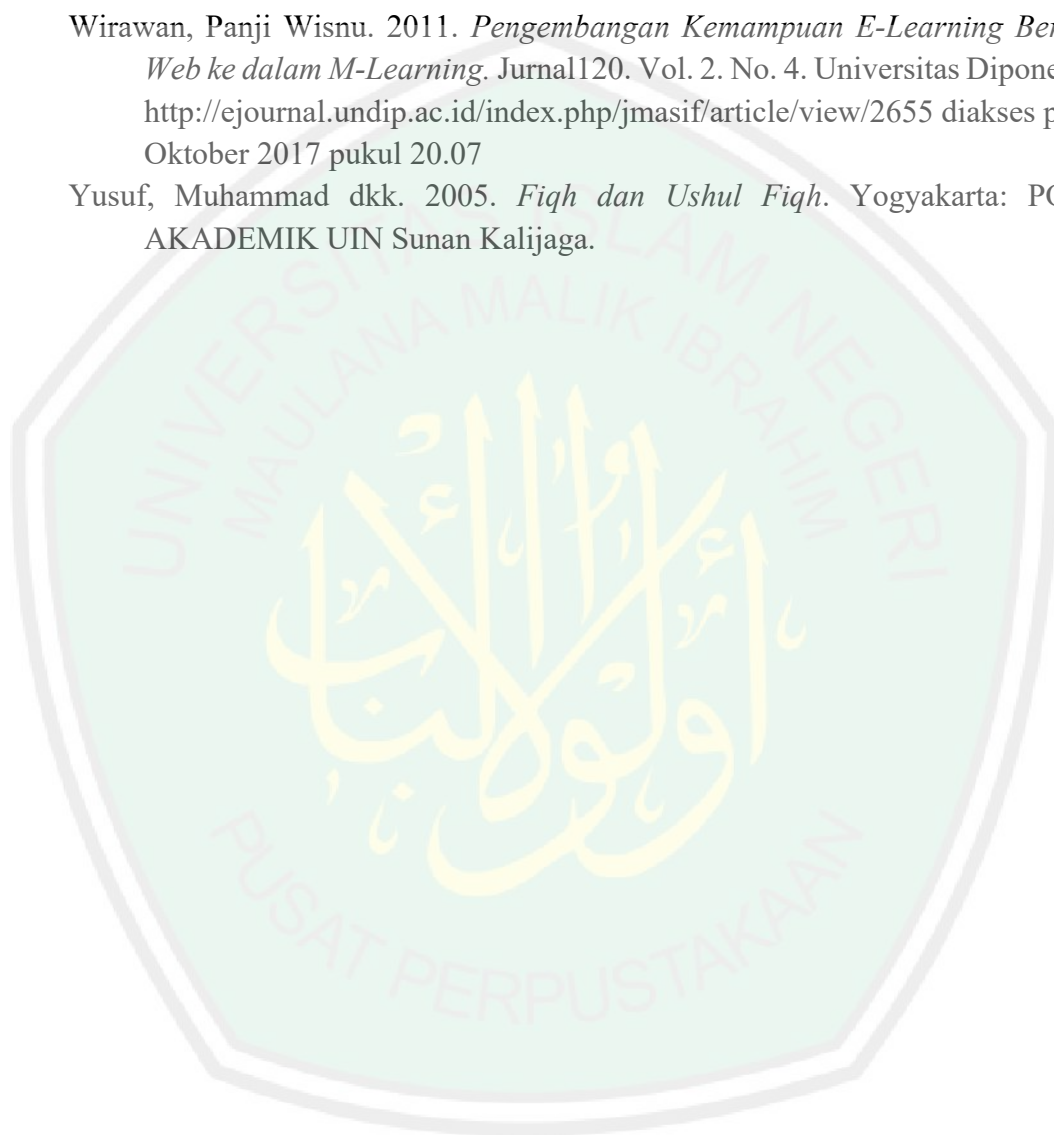 Wirawan, Panji Wisnu. 2011. Pengembangan Kemampuan E-Learning Ber
Web ke dalam M-Learning. Jurnal120. Vol. 2. No. 4. Universitas Dipone
http://ejournal.undip.ac.id/index.php/jmasif/article/view/2655 diakses p
Oktober 2017 pukul 20.07
Yusuf, Muhammad dkk. 2005. Fiqh dan Ushul Fiqh. Yogyakarta: PO
AKADEMIK UIN Sunan Kalijaga.
UNIVERSITAS ISLAM NEGERI
MAULANA MALIK IBRAHIM
PUSAT PERPUSTAKAAN